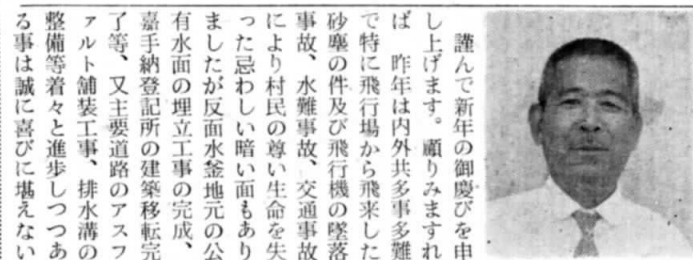 謹んで新年の御慶びを申
し上げます。顧りみますれ
ば　昨年は内外共多事多難
で特に飛行場から飛来した
砂塵の件及び飛行機の墜落
事故、水難事故、交通事故
により村民の尊い生命を失
った忌わしい暗い面もあり
ましたが反面水釜地元の公
有水面の埋立工事の完成、
嘉手納登記所の建築移転完
了等、又主要道路のアスフ
ァルト舗装工事、排水溝の
整備等着々と進歩しつつあ
る事は誠に喜びに堪えない